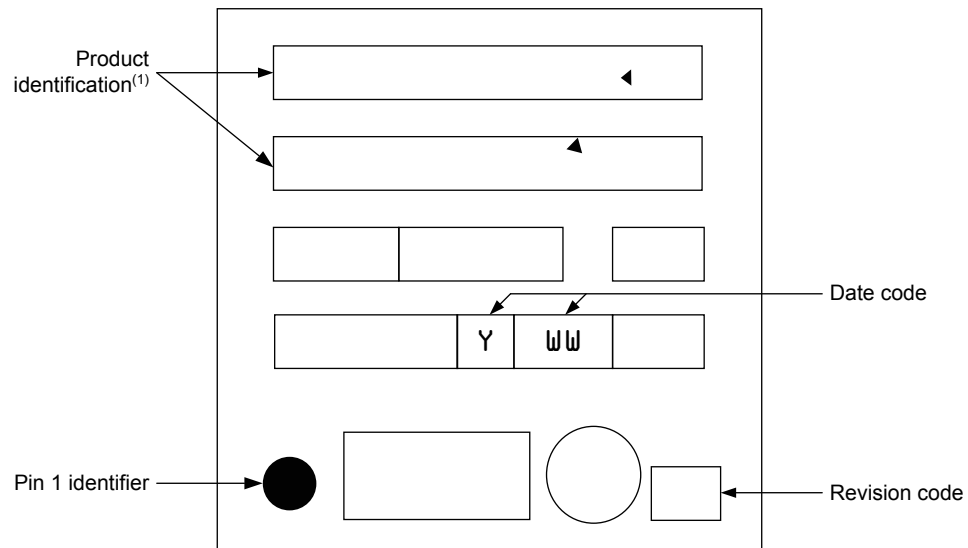 Product
identification(1)
Date code
Y WW
Pin 1 identifier
Revision code